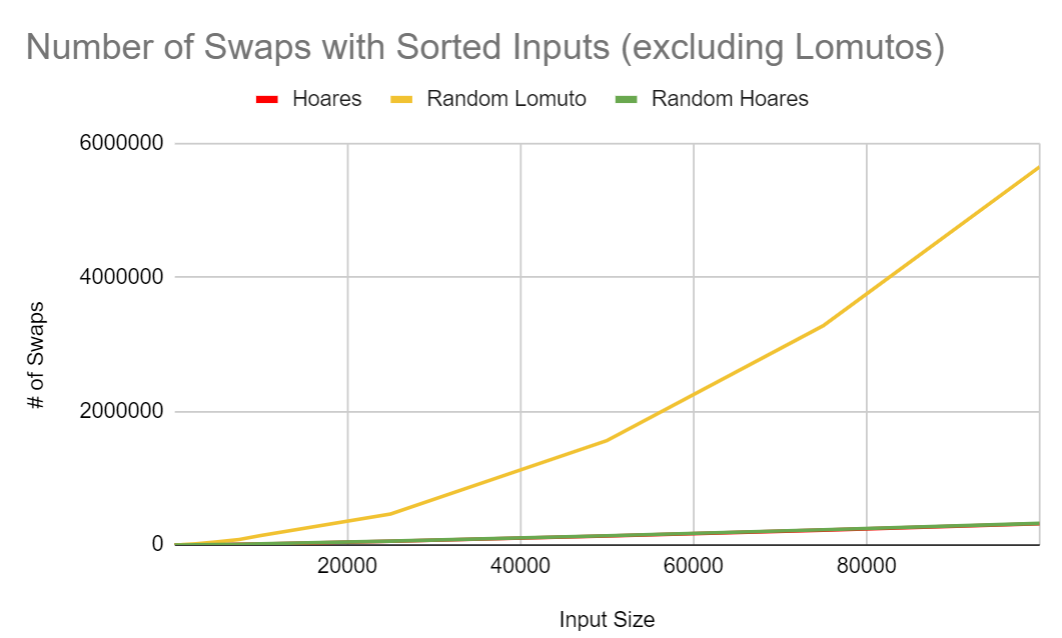 Number of Swaps with Sorted Inputs (excluding Lomutos)
Hoares Random Lomuto Random Hoares
6000000
4000000
2000000
0
# of Swaps
20000 40000 60000 80000
Input Size